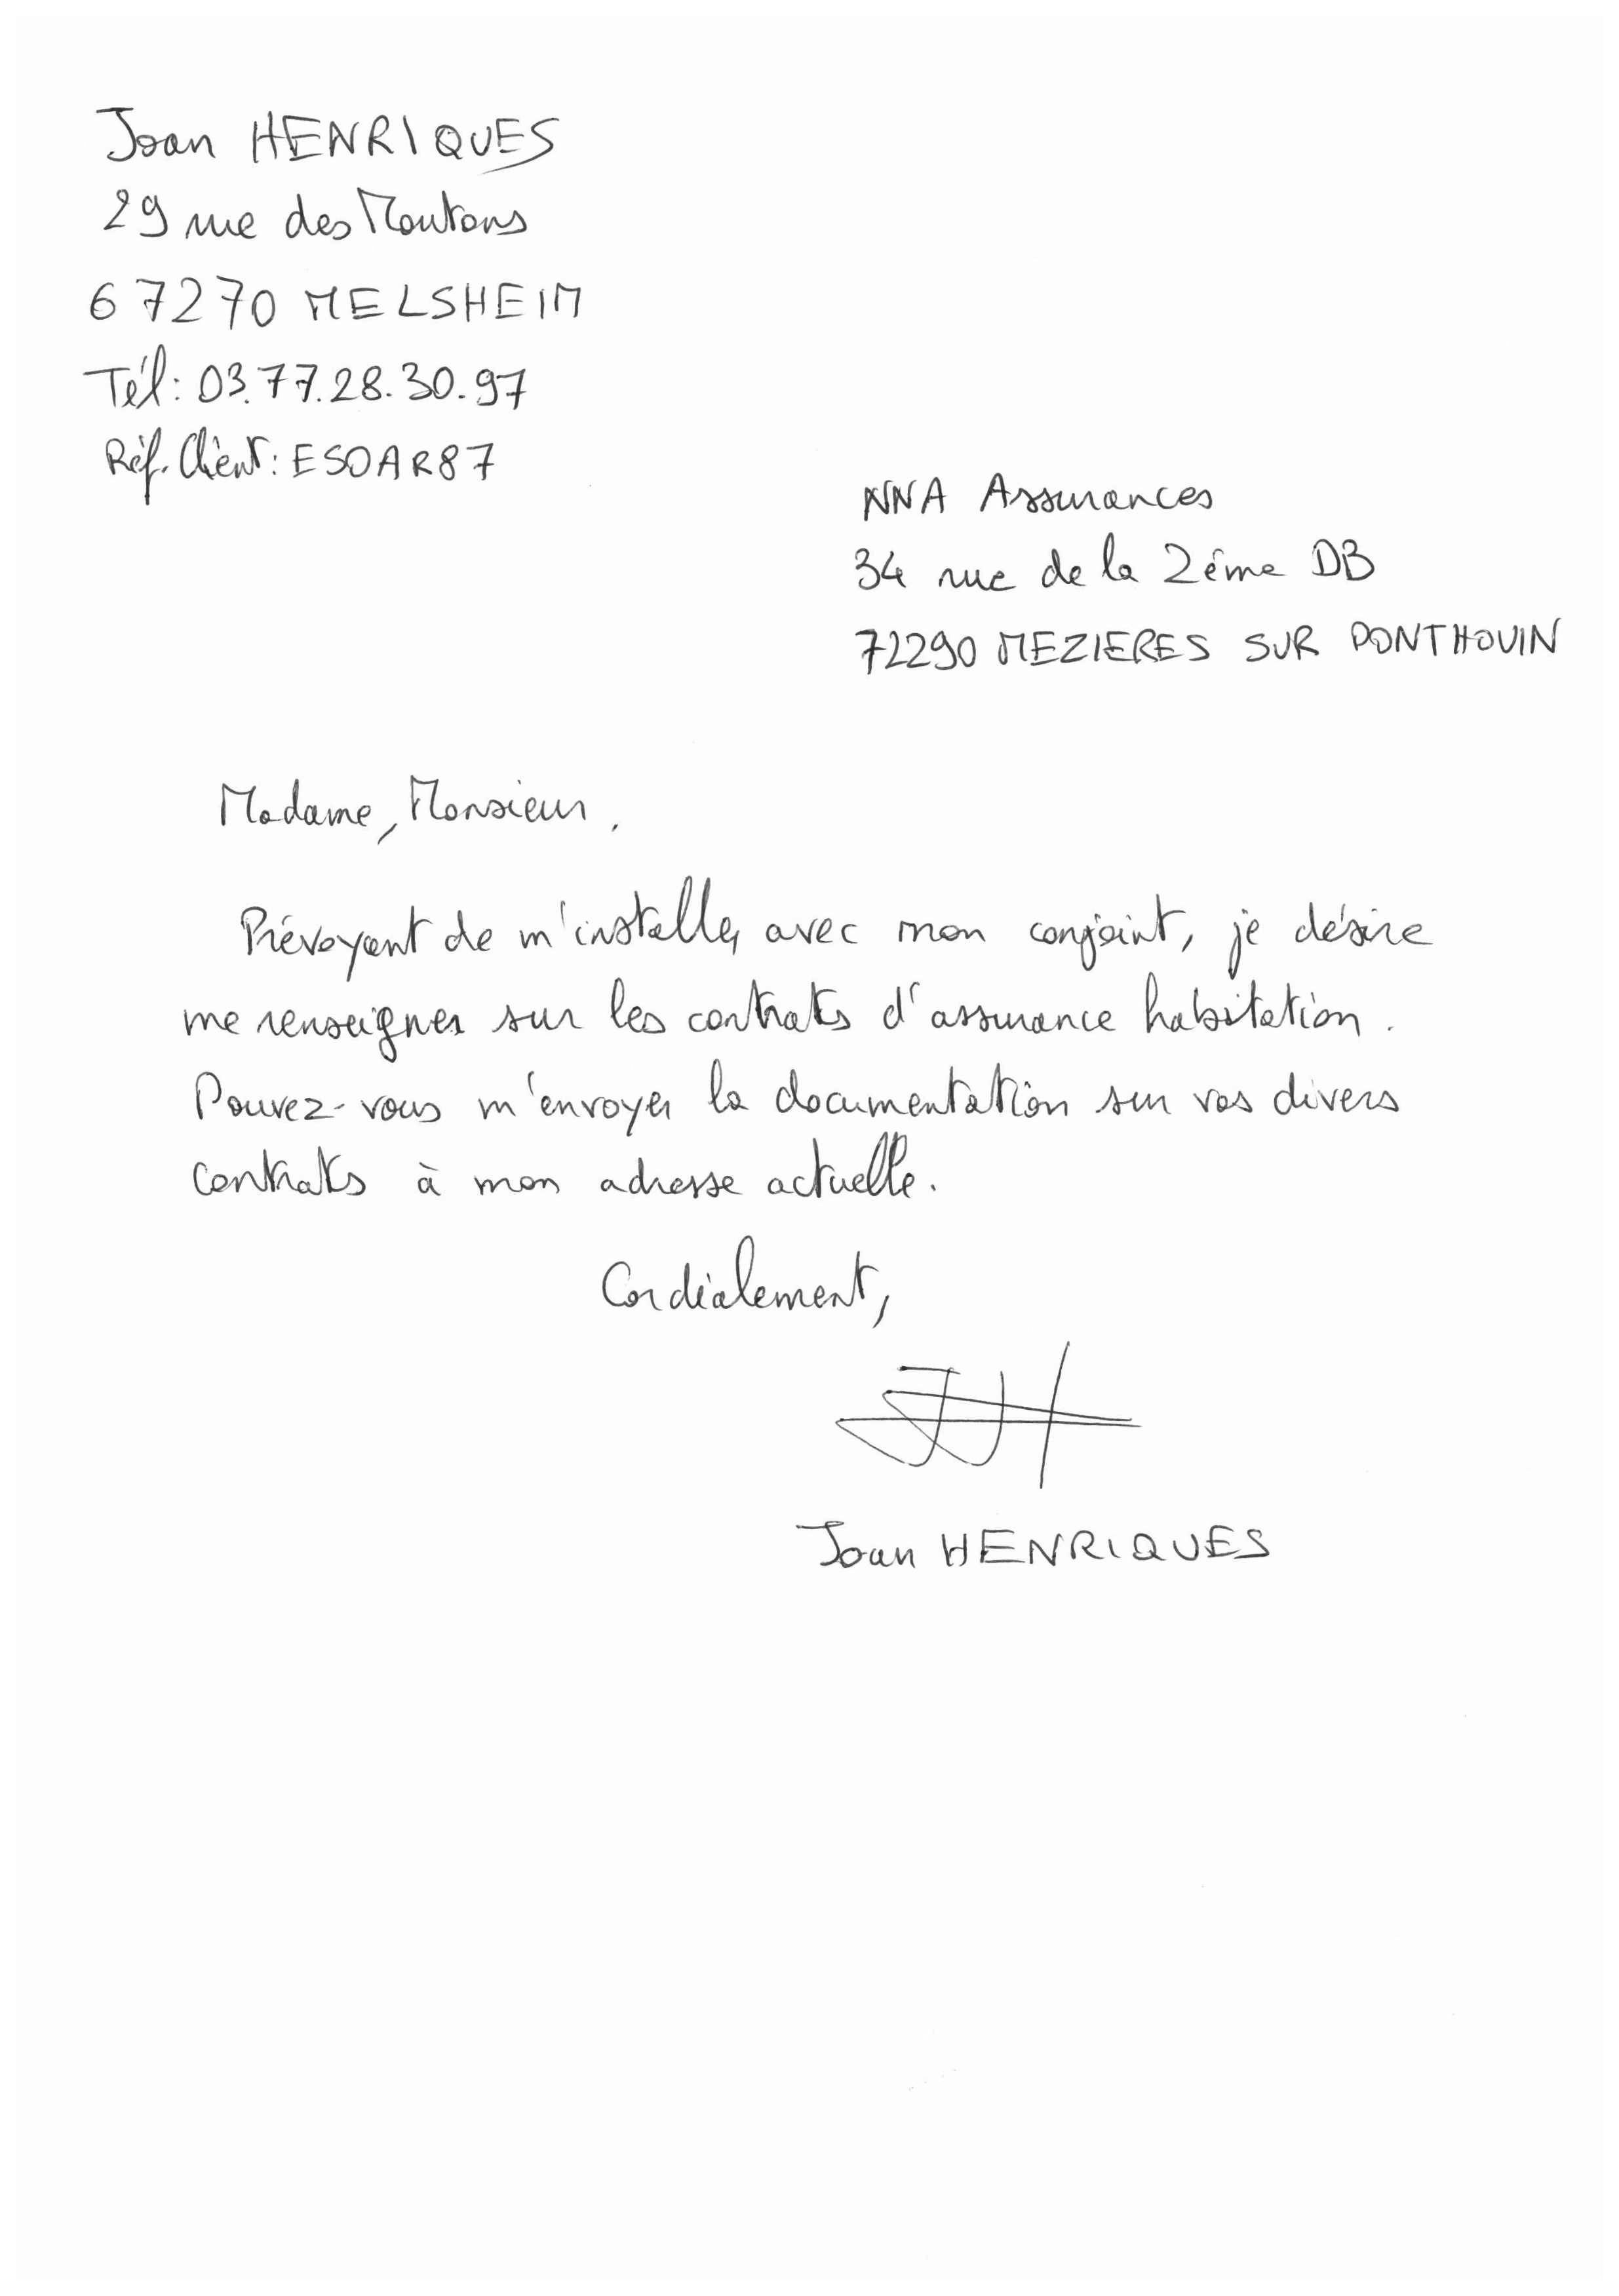 Joan HENRIQUES
29 rue des Moutons
67270 MELSHEIM
Tél: 03.77.28.30.97
Réf. Client: ESOAR87
NNA Assurances
34 rue de la 2éme DB
72290 MEZIERES SUR PONTHOUIN
Madame, Monsieur,
Prévoyant de m'installer avec mon conjoint, je désire
me renseigner sur les contrats d'assurance habitation.
Pouvez-vous m'envoyer la documentation sur vos divers
contrats à mon adresse actuelle.
Cordialement,
JH
Joan HENRIQUES